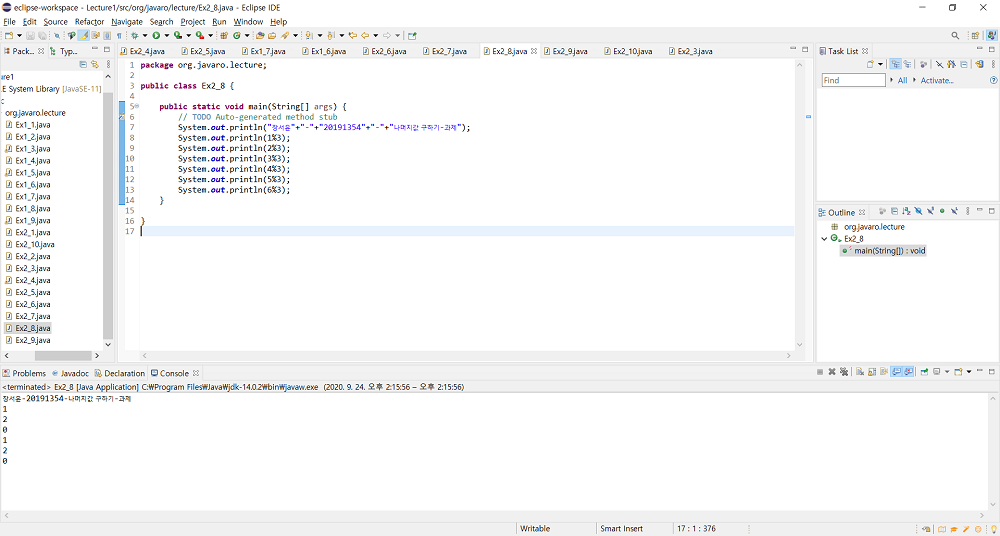 eclipse-workspace - Lecture1/src/org/javaro/lecture/Ex2_8.java - Eclipse IDE
File Edit Source Refactor Navigate Search Project Run Window Help
Pack... Typ...
Ex2_4.java Ex2_5.java Ex1_7.java Ex1_6.java Ex2_6.java Ex2_7.java Ex2_8.java Ex2_9.java Ex2_10.java Ex2_3.java
Task List
ure1
E System Library [JavaSE-11]
c
org.javaro.lecture
Ex1_1.java
Ex1_2.java
Ex1_3.java
Ex1_4.java
Ex1_5.java
Ex1_6.java
Ex1_7.java
Ex1_8.java
Ex1_9.java
Ex2_1.java
Ex2_10.java
Ex2_2.java
Ex2_3.java
Ex2_4.java
Ex2_5.java
Ex2_6.java
Ex2_7.java
Ex2_8.java
Ex2_9.java
1 package org.javaro.lecture;
2
3 public class Ex2_8 {
4
5 public static void main(String[] args) {
6 // TODO Auto-generated method stub
7 System.out.println("장서윤"+"-"+"20191354"+"-"+"나머지값 구하기-과제");
8 System.out.println(1%3);
9 System.out.println(2%3);
10 System.out.println(3%3);
11 System.out.println(4%3);
12 System.out.println(5%3);
13 System.out.println(6%3);
14 }
15
16 }
17
Find All Activate...
Outline
org.javaro.lecture
Ex2_8
main(String[]) : void
Problems Javadoc Declaration Console
<terminated> Ex2_8 [Java Application] C:₩Program Files₩Java₩jdk-14.0.2₩bin₩javaw.exe (2020. 9. 24. 오후 2:15:56 – 오후 2:15:56)
장서윤-20191354-나머지값 구하기-과제
1
2
0
1
2
0
Writable Smart Insert 17 : 1 : 376